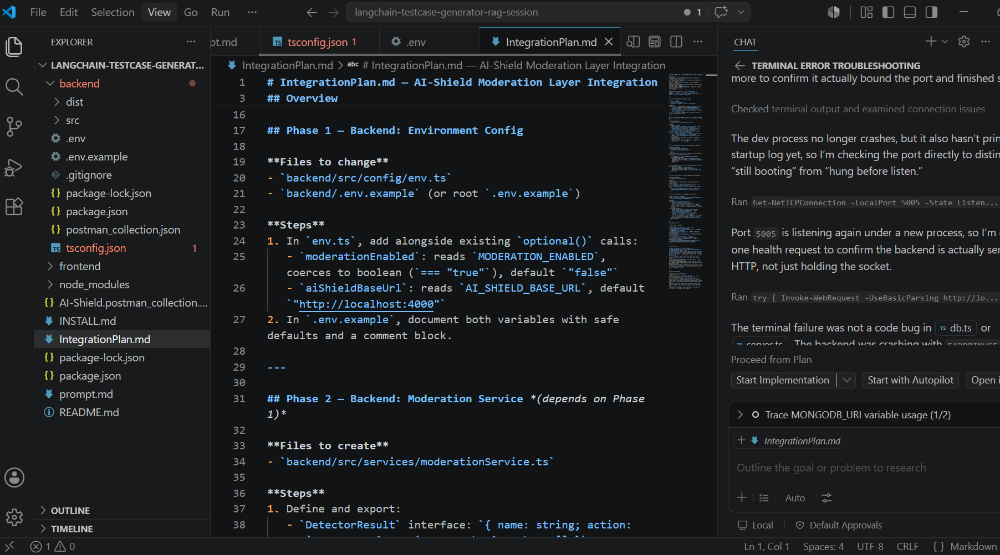 File Edit Selection View Go Run ···
langchain-testcase-generator-rag-session
1
EXPLORER
LANGCHAIN-TESTCASE-GENERAT...
backend
dist
src
.env
.env.example
.gitignore
package-lock.json
package.json
postman_collection.json
tsconfig.json 1
frontend
node_modules
AI-Shield.postman_collection....
INSTALL.md
IntegrationPlan.md
package-lock.json
package.json
prompt.md
README.md
OUTLINE
TIMELINE
pt.md
tsconfig.json 1
.env
IntegrationPlan.md
IntegrationPlan.md > # IntegrationPlan.md — AI-Shield Moderation Layer Integration
1 # IntegrationPlan.md — AI-Shield Moderation Layer Integration
3 ## Overview
16
17 ## Phase 1 — Backend: Environment Config
18
19 **Files to change**
20 - `backend/src/config/env.ts`
21 - `backend/.env.example` (or root `.env.example`)
22
23 **Steps**
24 1. In `env.ts`, add alongside existing `optional()` calls:
25 - `moderationEnabled`: reads `MODERATION_ENABLED`,
coerces to boolean (`=== "true"`), default `"false"`
26 - `aiShieldBaseUrl`: reads `AI_SHIELD_BASE_URL`, default
`"http://localhost:4000"`
27 2. In `.env.example`, document both variables with safe
defaults and a comment block.
28
29 ---
30
31 ## Phase 2 — Backend: Moderation Service *(depends on Phase
1)*
32
33 **Files to create**
34 - `backend/src/services/moderationService.ts`
35
36 **Steps**
37 1. Define and export:
38 - `DetectorResult` interface: `{ name: string; action:
CHAT
TERMINAL ERROR TROUBLESHOOTING
more to confirm it actually bound the port and finished s
Checked terminal output and examined connection issues
The dev process no longer crashes, but it also hasn't prin
startup log yet, so I'm checking the port directly to distin
“still booting” from “hung before listen.”
Ran Get-NetTCPConnection -LocalPort 5005 -State Listen...
Port 5005 is listening again under a new process, so I'm
one health request to confirm the backend is actually ser
HTTP, not just holding the socket.
Ran try { Invoke-WebRequest -UseBasicParsing http://lo...
The terminal failure was not a code bug in TS db.ts or
TS server.ts. The backend was crashing with EADDRINUSE
Proceed from Plan
Start Implementation
Start with Autopilot
Open i
Trace MONGODB_URI variable usage (1/2)
IntegrationPlan.md
Outline the goal or problem to research
Auto
Local
Default Approvals
1 0
Ln 1, Col 1 Spaces: 4 UTF-8 CRLF { } Markdown